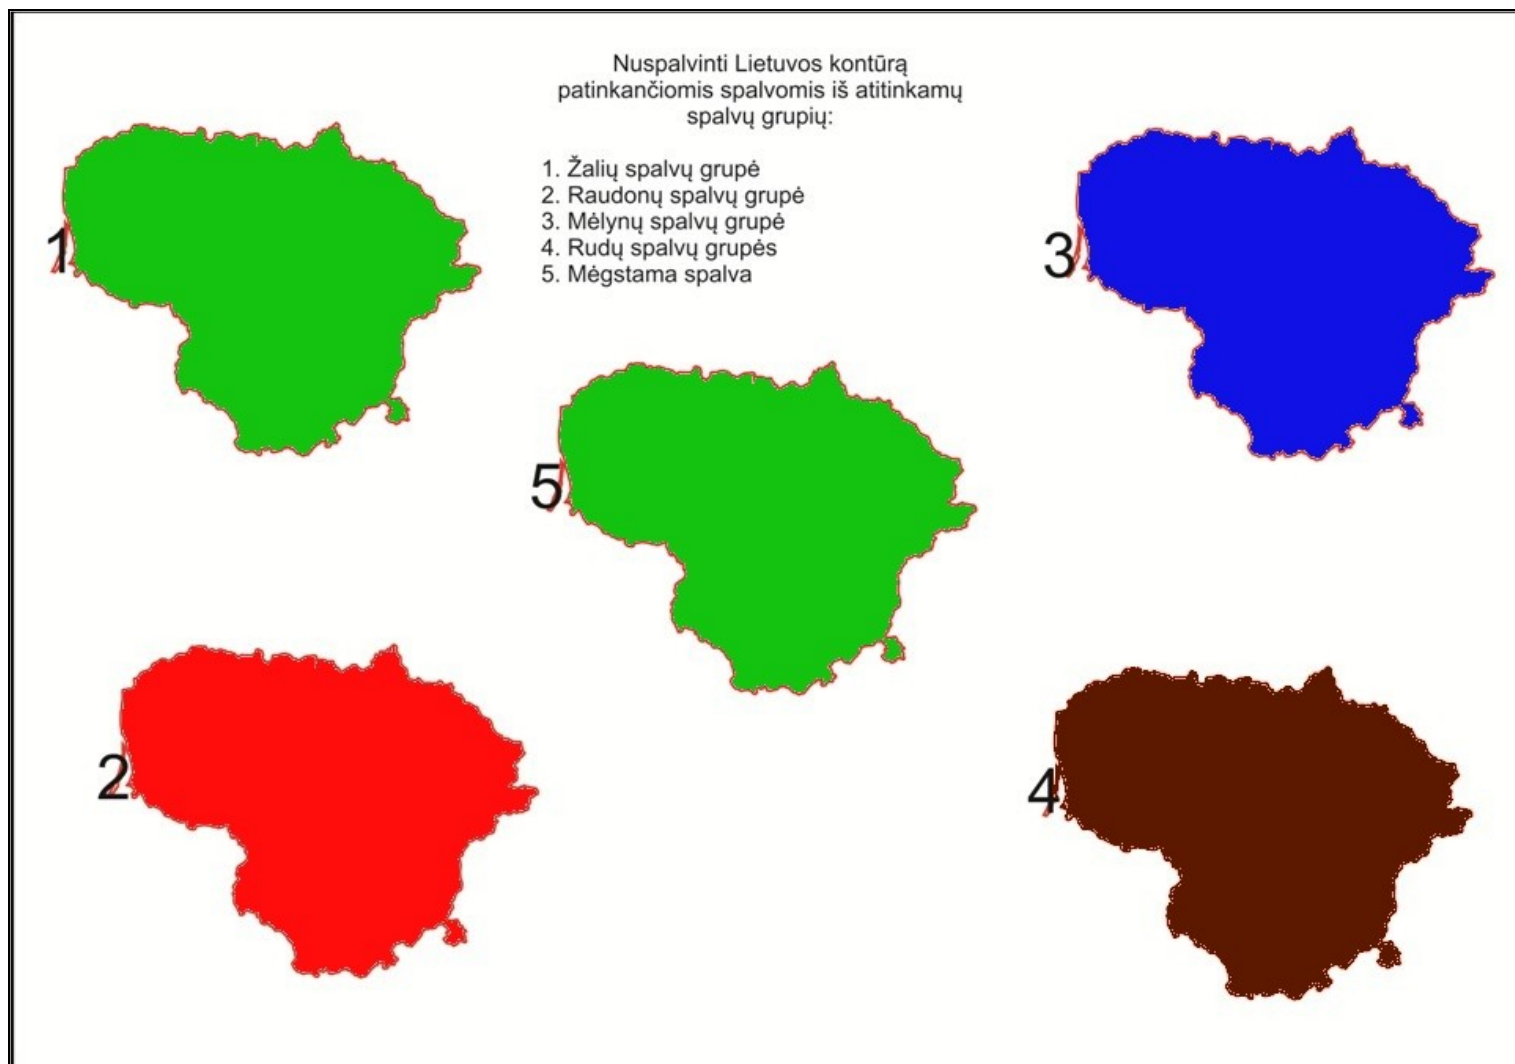 Nuspalvinti Lietuvos kontūrą
patinkančiomis spalvomis iš atitinkamų
spalvų grupių:
1. Žalių spalvų grupė
2. Raudonų spalvų grupė
3. Mėlynų spalvų grupė
4. Rudų spalvų grupės
5. Mėgstama spalva
1
3
5
2
4